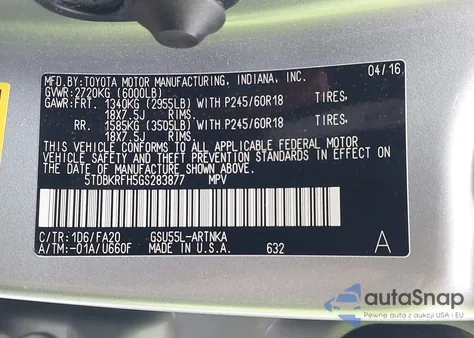 MFD.BY:TOYOTA MOTOR MANUFACTURING, INDIANA, INC. 04/16
GVWR:2720KG (6000LB)
GAWR:FRT. 1340KG (2955LB) WITH P245/60R18 TIRES,
18X7.5J RIMS.
RR. 1585KG (3505LB) WITH P245/60R18 TIRES,
18X7.5J RIMS.
THIS VEHICLE CONFORMS TO ALL APPLICABLE FEDERAL MOTOR
VEHICLE SAFETY AND THEFT PREVENTION STANDARDS IN EFFECT ON
THE DATE OF MANUFACTURE SHOWN ABOVE.
5TDBKRFH5GS283877 MPV
C/TR:1D6/FA20 GSU55L-ARTNKA
A/TM:-01A/U660F MADE IN U.S.A. 632 A
autoSnap
Pewne auta z aukcji USA i EU